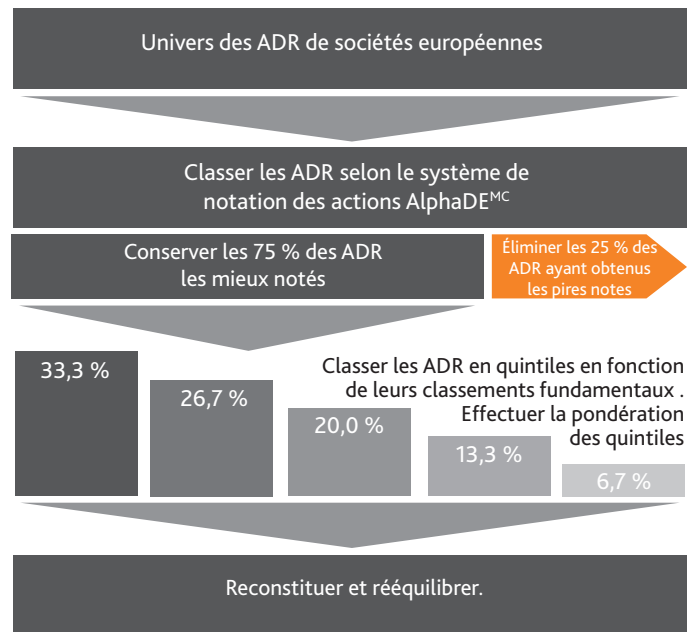 Univers des ADR de sociétés européennes
Classer les ADR selon le système de
notation des actions AlphaDEᴹᶜ
Conserver les 75 % des ADR
les mieux notés
Éliminer les 25 % des
ADR ayant obtenus
les pires notes
33,3 %
26,7 %
20,0 %
13,3 %
6,7 %
Classer les ADR en quintiles en fonction
de leurs classements fundamentaux .
Effectuer la pondération
des quintiles
Reconstituer et rééquilibrer.